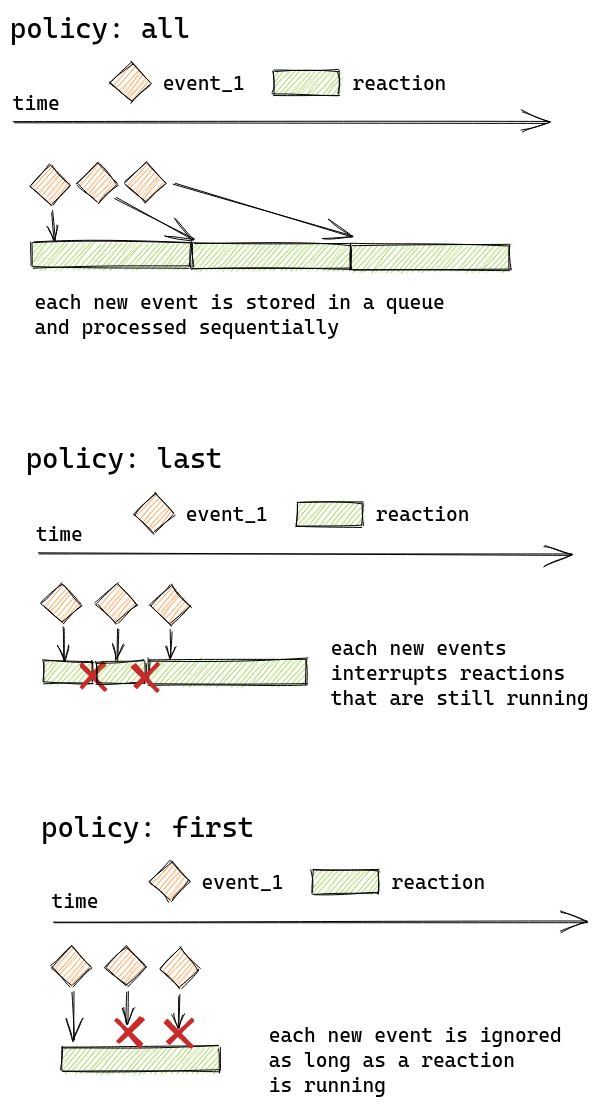 policy: all
event_1
reaction
time
each new event is stored in a queue
and processed sequentially
policy: last
event_1
reaction
time
each new events
interrupts reactions
that are still running
policy: first
event_1
reaction
time
each new event is ignored
as long as a reaction
is running